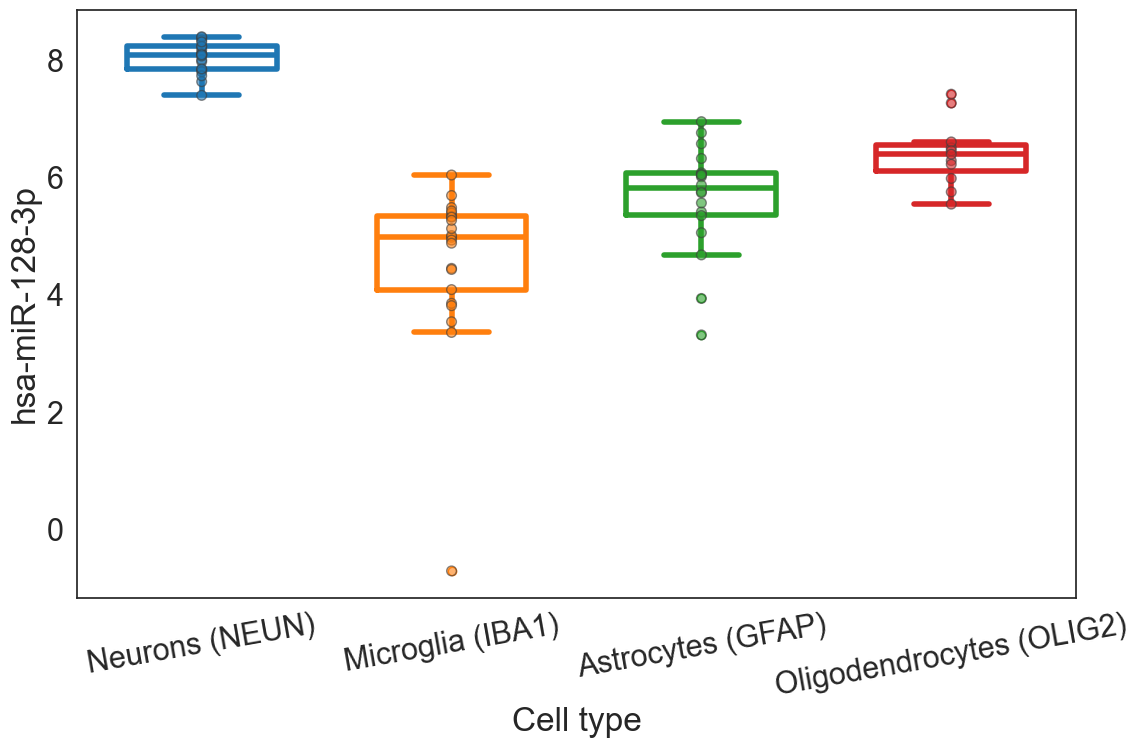 hsa-miR-128-3p
8
6
4
2
0
Neurons (NEUN)
Microglia (IBA1)
Astrocytes (GFAP)
Oligodendrocytes (OLIG2)
Cell type